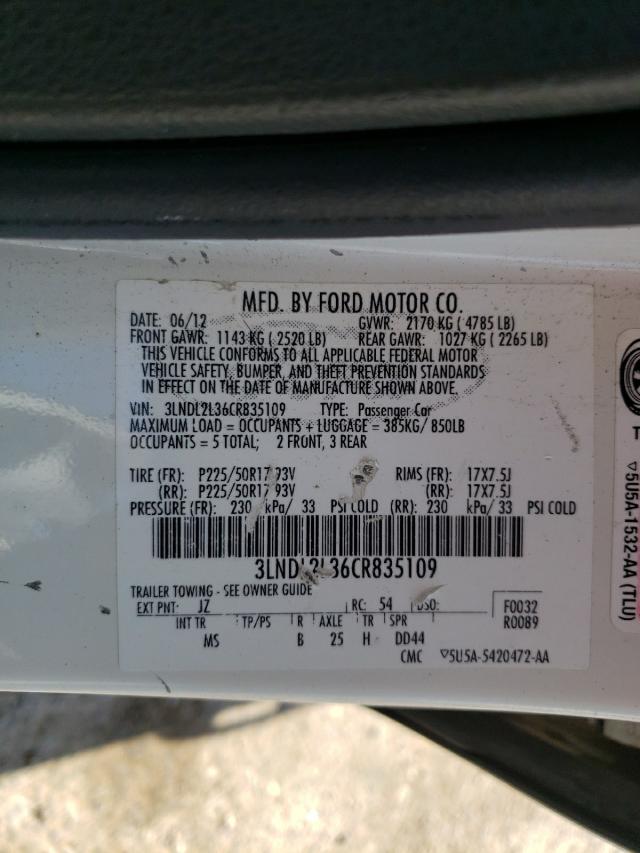 MFD. BY FORD MOTOR CO.
DATE: 06/12 GVWR: 2170 KG ( 4785 LB)
FRONT GAWR: 1143 KG ( 2520 LB) REAR GAWR: 1027 KG ( 2265 LB)
THIS VEHICLE CONFORMS TO ALL APPLICABLE FEDERAL MOTOR
VEHICLE SAFETY, BUMPER, AND THEFT PREVENTION STANDARDS
IN EFFECT ON THE DATE OF MANUFACTURE SHOWN ABOVE.
VIN: 3LNDL2L36CR835109 TYPE: Passenger Car
MAXIMUM LOAD = OCCUPANTS + LUGGAGE = 385KG/ 850LB
OCCUPANTS = 5 TOTAL; 2 FRONT, 3 REAR
TIRE (FR): P225/50R17 93V RIMS (FR): 17X7.5J
(RR): P225/50R17 93V (RR): 17X7.5J
PRESSURE (FR): 230 kPa/ 33 PSI COLD (RR): 230 kPa/ 33 PSI COLD
3LNDL2L36CR835109
TRAILER TOWING - SEE OWNER GUIDE
EXT PNT: JZ RC: 54 DSO: F0032
INT TR TP/PS R AXLE TR SPR R0089
MS B 25 H DD44
CMC ▽5U5A-5420472-AA
▽5U5A-1532-AA (TLU)